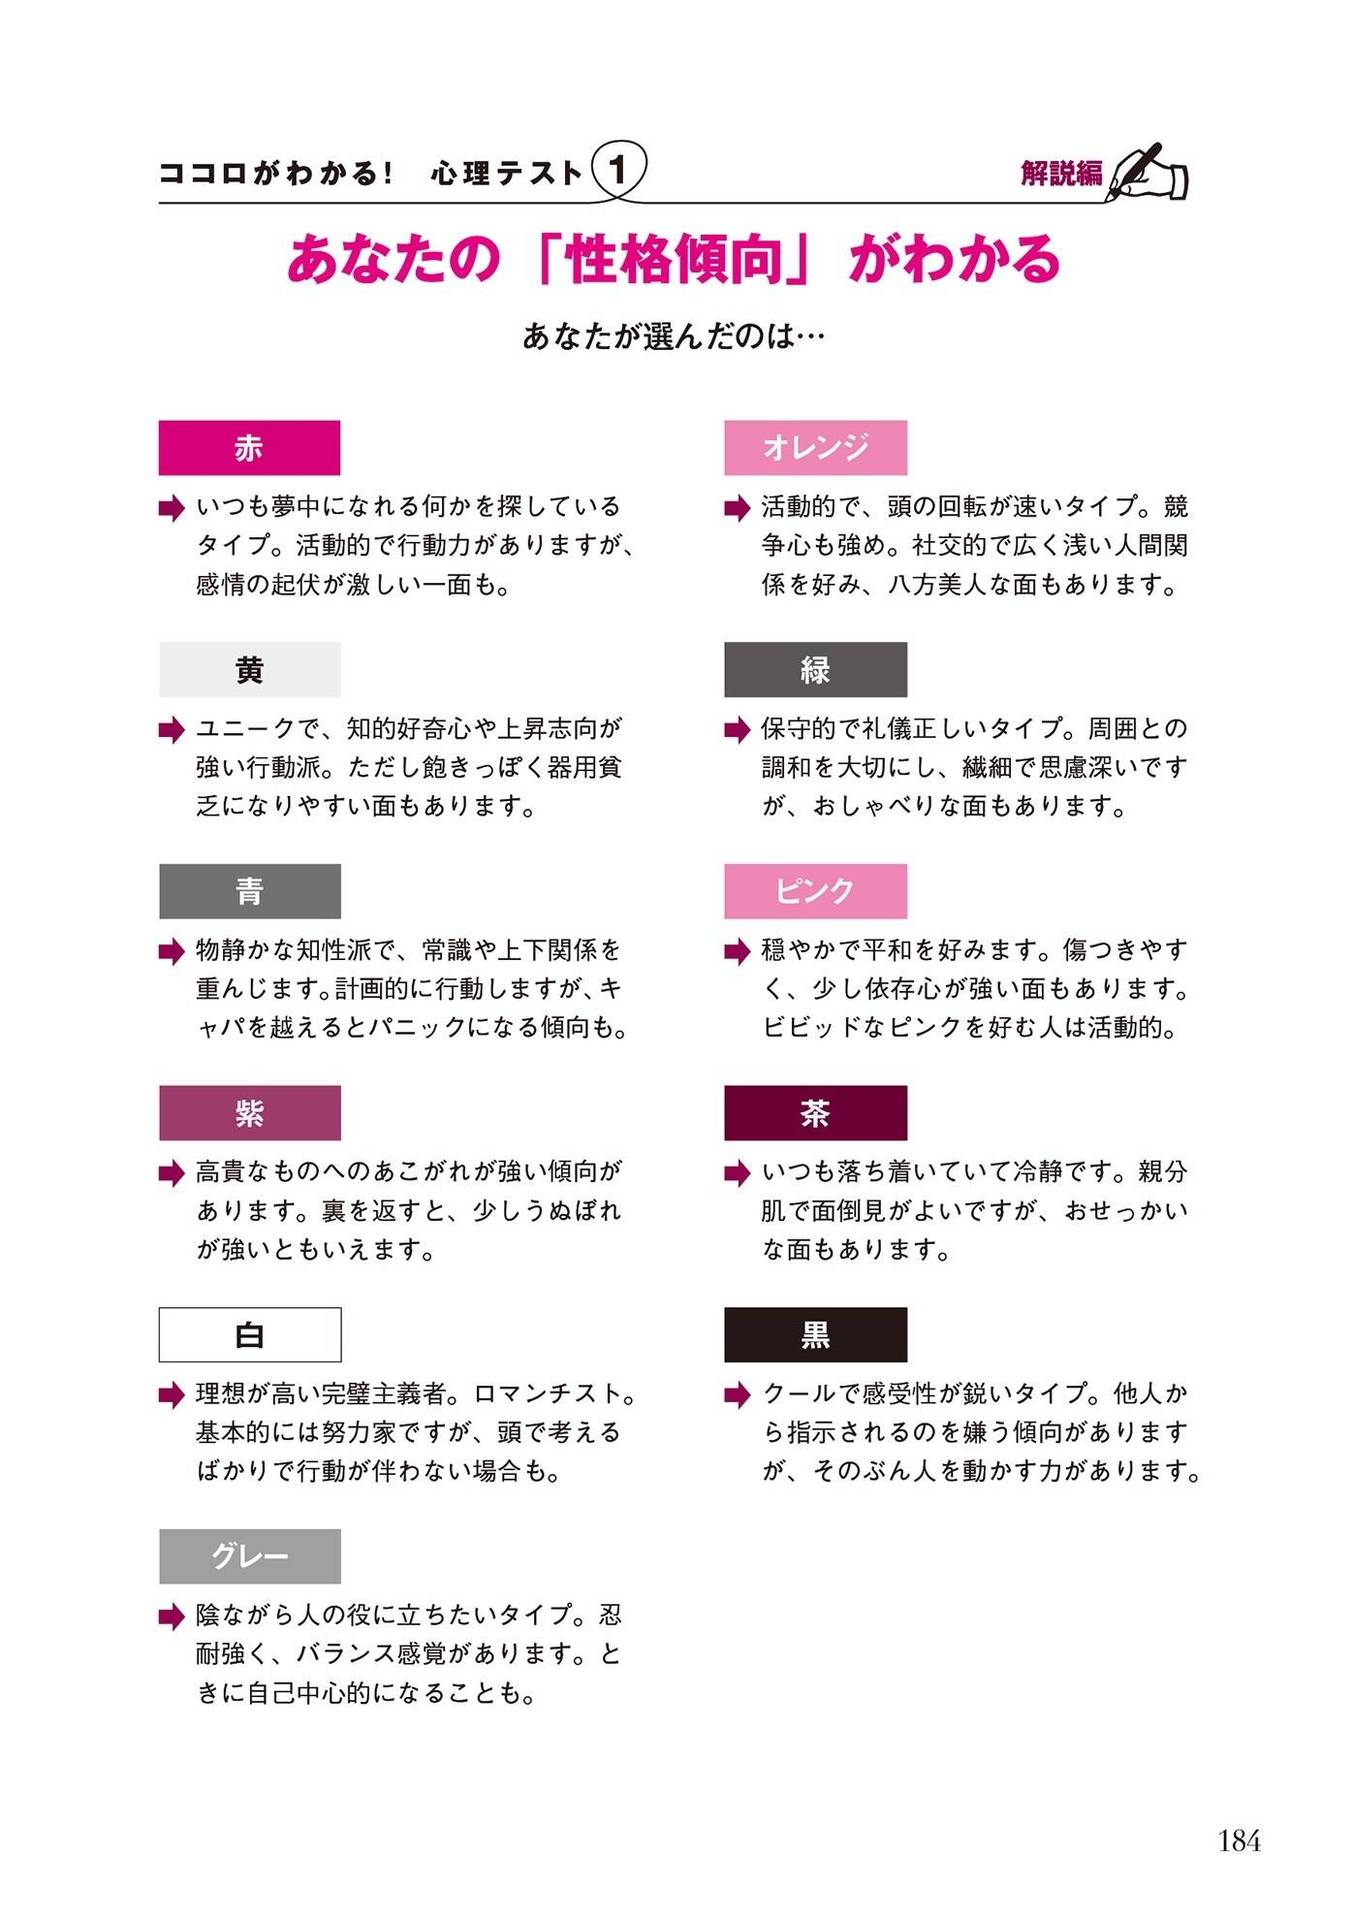 ココロがわかる! 心理テスト 1
解説編
あなたの「性格傾向」がわかる
あなたが選んだのは…
赤
いつも夢中になれる何かを探している
タイプ。活動的で行動力がありますが、
感情の起伏が激しい一面も。
オレンジ
活動的で、頭の回転が速いタイプ。競
争心も強め。社交的で広く浅い人間関
係を好み、八方美人な面もあります。
黄
ユニークで、知的好奇心や上昇志向が
強い行動派。ただし飽きっぽく器用貧
乏になりやすい面もあります。
緑
保守的で礼儀正しいタイプ。周囲との
調和を大切にし、繊細で思慮深いです
が、おしゃべりな面もあります。
青
物静かな知性派で、常識や上下関係を
重んじます。計画的に行動しますが、キ
ャパを越えるとパニックになる傾向も。
ピンク
穏やかで平和を好みます。傷つきやす
く、少し依存心が強い面もあります。
ビビッドなピンクを好む人は活動的。
紫
高貴なものへのあこがれが強い傾向が
あります。裏を返すと、少しうぬぼれ
が強いともいえます。
茶
いつも落ち着いていて冷静です。親分
肌で面倒見がよいですが、おせっかい
な面もあります。
白
理想が高い完璧主義者。ロマンチスト。
基本的には努力家ですが、頭で考える
ばかりで行動が伴わない場合も。
黒
クールで感受性が鋭いタイプ。他人か
ら指示されるのを嫌う傾向があります
が、そのぶん人を動かす力があります。
グレー
陰ながら人の役に立ちたいタイプ。忍
耐強く、バランス感覚があります。と
きに自己中心的になることも。
184